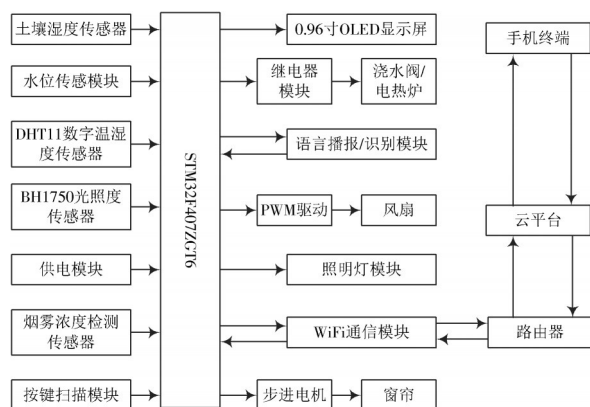 土壤湿度传感器
水位传感模块
DHT11数字温湿
度传感器
BH1750光照度
传感器
供电模块
烟雾浓度检测
传感器
按键扫描模块
STM32F407ZGT6
0.96寸OLED显示屏
继电器
模块
浇水阀/
电热炉
语言播报/识别模块
PWM驱动
风扇
照明灯模块
WiFi通信模块
步进电机
窗帘
手机终端
云平台
路由器